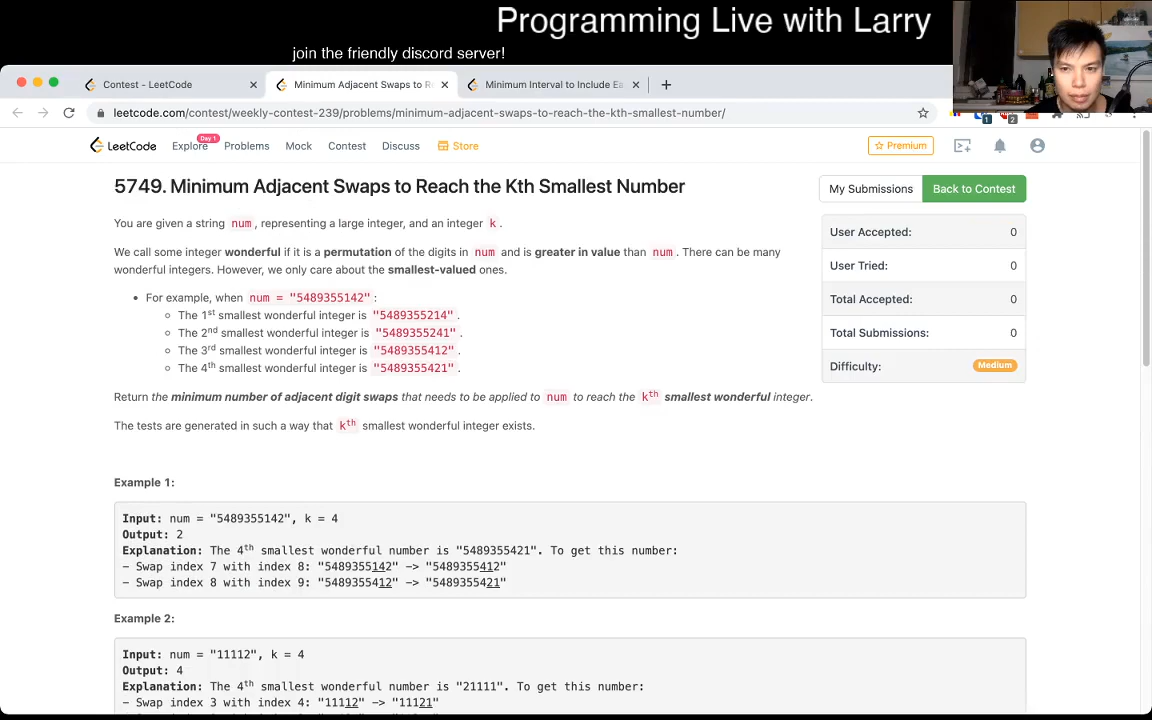 Programming Live with Larry
join the friendly discord server!
Contest - LeetCode
Minimum Adjacent Swaps to R
Minimum Interval to Include Ea
leetcode.com/contest/weekly-contest-239/problems/minimum-adjacent-swaps-to-reach-the-kth-smallest-number/
LeetCode Explore Day 1 Problems Mock Contest Discuss Store Premium
5749. Minimum Adjacent Swaps to Reach the Kth Smallest Number
My Submissions Back to Contest
You are given a string num, representing a large integer, and an integer k.
We call some integer wonderful if it is a permutation of the digits in num and is greater in value than num. There can be many
wonderful integers. However, we only care about the smallest-valued ones.
For example, when num = "5489355142":
The 1st smallest wonderful integer is "5489355214".
The 2nd smallest wonderful integer is "5489355241".
The 3rd smallest wonderful integer is "5489355412".
The 4th smallest wonderful integer is "5489355421".
Return the minimum number of adjacent digit swaps that needs to be applied to num to reach the kth smallest wonderful integer.
The tests are generated in such a way that kth smallest wonderful integer exists.
User Accepted: 0
User Tried: 0
Total Accepted: 0
Total Submissions: 0
Difficulty: Medium
Example 1:
Input: num = "5489355142", k = 4
Output: 2
Explanation: The 4th smallest wonderful number is "5489355421". To get this number:
- Swap index 7 with index 8: "5489355142" -> "5489355412"
- Swap index 8 with index 9: "5489355412" -> "5489355421"
Example 2:
Input: num = "11112", k = 4
Output: 4
Explanation: The 4th smallest wonderful number is "21111". To get this number:
- Swap index 3 with index 4: "11112" -> "11121"